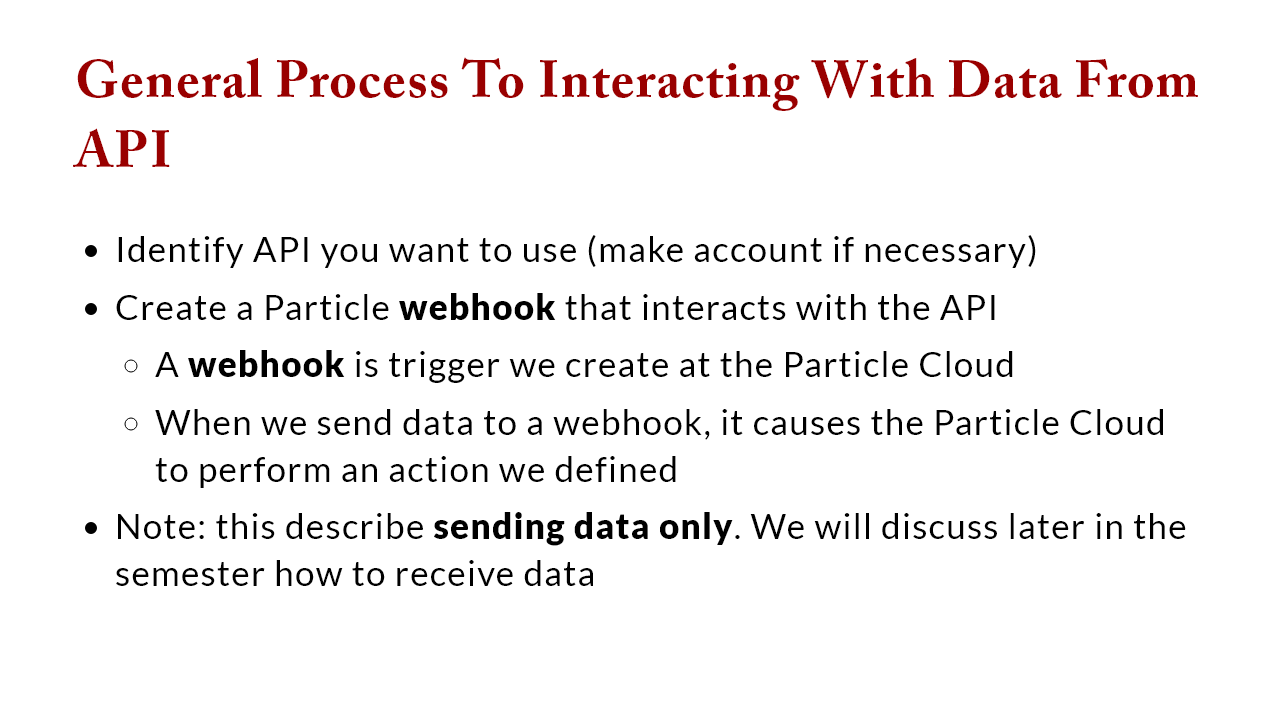 General Process To Interacting With Data From
API
• Identify API you want to use (make account if necessary)
• Create a Particle webhook that interacts with the API
○ A webhook is trigger we create at the Particle Cloud
○ When we send data to a webhook, it causes the Particle Cloud
to perform an action we defined
• Note: this describe sending data only. We will discuss later in the
semester how to receive data